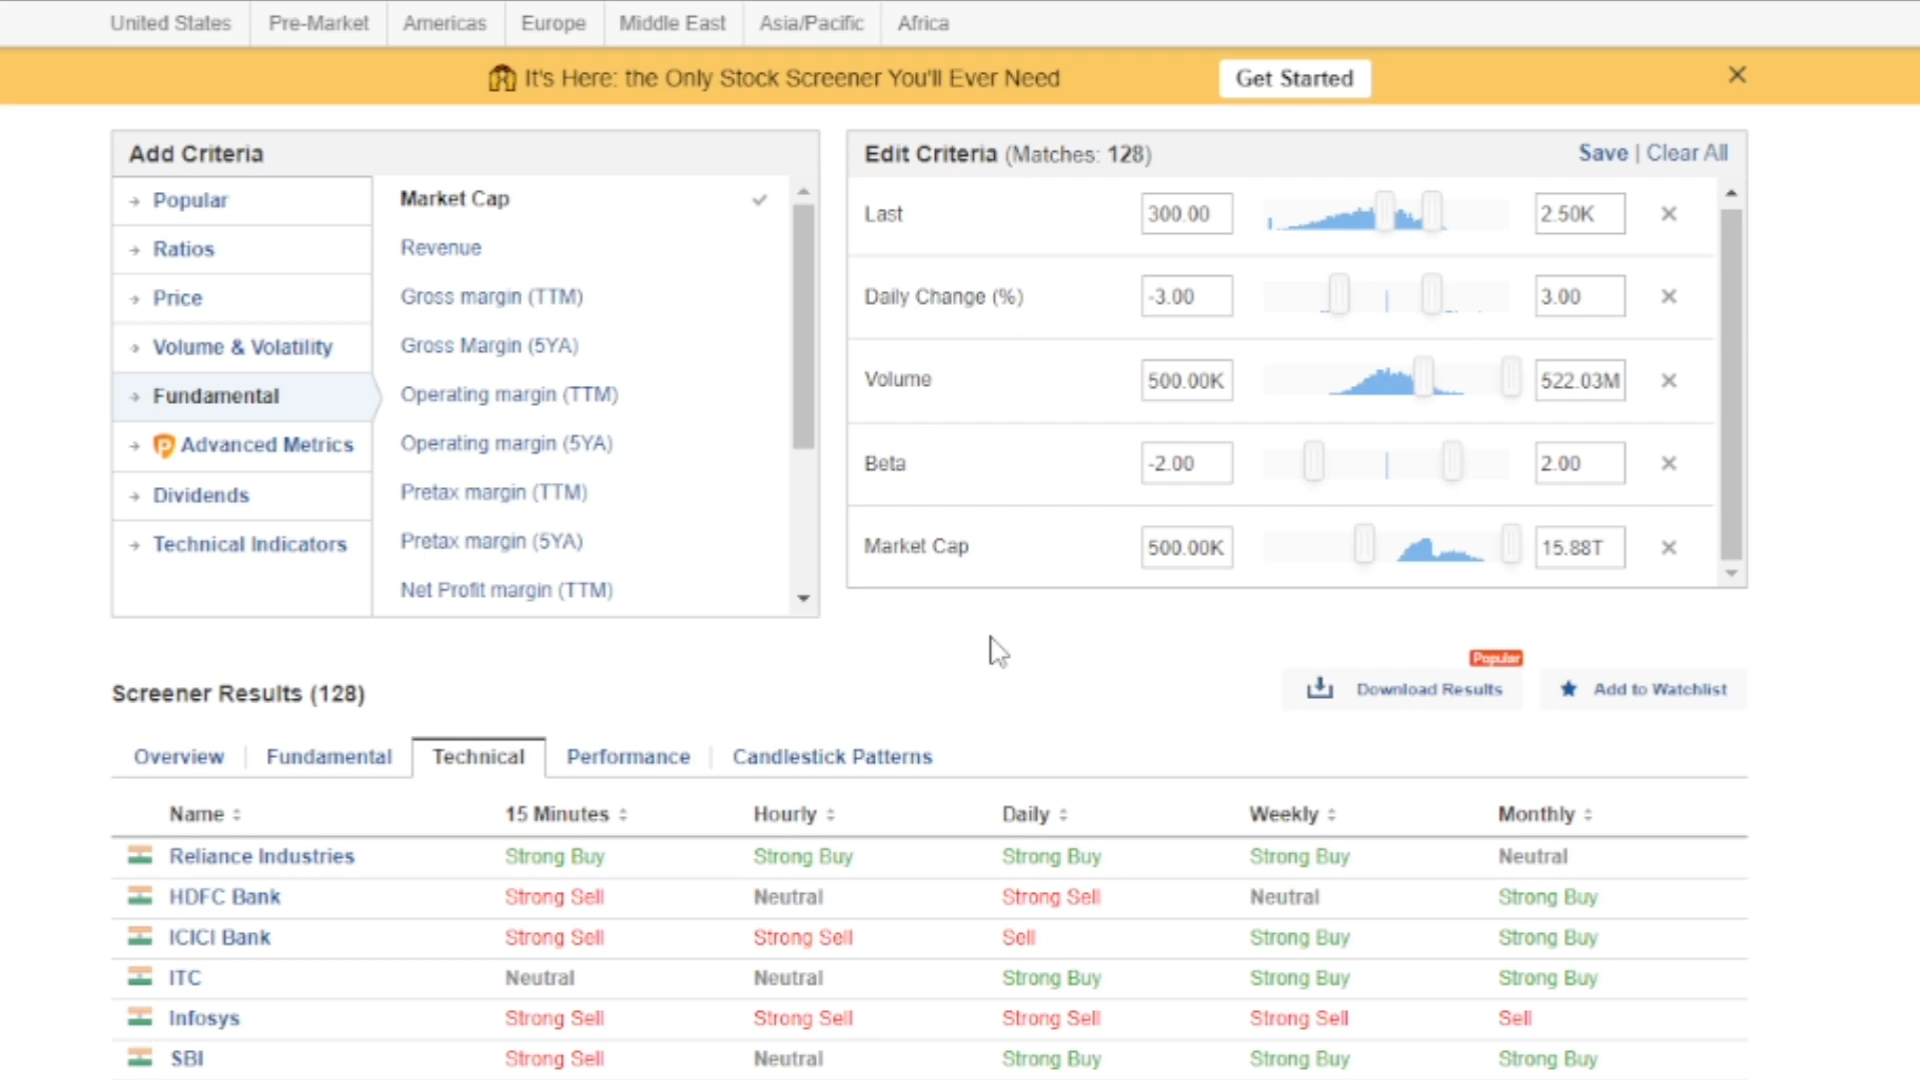 United States Pre-Market Americas Europe Middle East Asia/Pacific Africa
It's Here: the Only Stock Screener You'll Ever Need Get Started
Add Criteria
Popular
Ratios
Price
Volume & Volatility
Fundamental
Advanced Metrics
Dividends
Technical Indicators
Market Cap
Revenue
Gross margin (TTM)
Gross Margin (5YA)
Operating margin (TTM)
Operating margin (5YA)
Pretax margin (TTM)
Pretax margin (5YA)
Net Profit margin (TTM)
Edit Criteria (Matches: 128) Save | Clear All
Last 300.00 2.50K
Daily Change (%) -3.00 3.00
Volume 500.00K 522.03M
Beta -2.00 2.00
Market Cap 500.00K 15.88T
Popular
Screener Results (128) Download Results Add to Watchlist
Overview Fundamental Technical Performance Candlestick Patterns
Name 15 Minutes Hourly Daily Weekly Monthly
Reliance Industries Strong Buy Strong Buy Strong Buy Strong Buy Neutral
HDFC Bank Strong Sell Neutral Strong Sell Neutral Strong Buy
ICICI Bank Strong Sell Strong Sell Sell Strong Buy Strong Buy
ITC Neutral Neutral Strong Buy Strong Buy Strong Buy
Infosys Strong Sell Strong Sell Strong Sell Strong Sell Sell
SBI Strong Sell Neutral Strong Buy Strong Buy Strong Buy